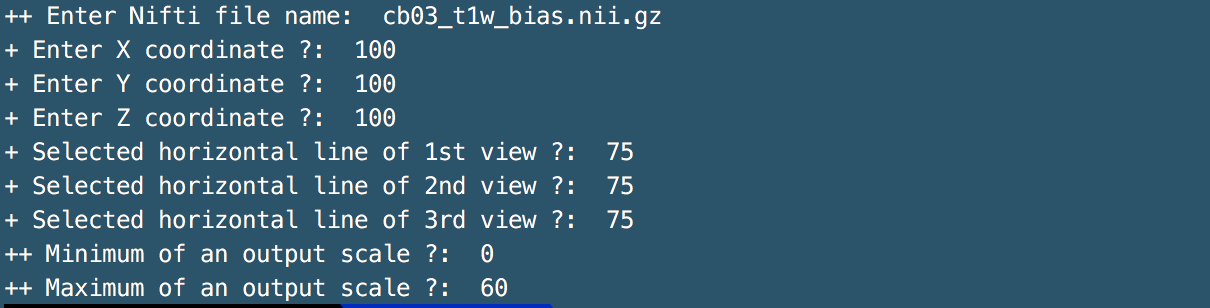 ++ Enter Nifti file name:  cb03_t1w_bias.nii.gz
+ Enter X coordinate ?:  100
+ Enter Y coordinate ?:  100
+ Enter Z coordinate ?:  100
+ Selected horizontal line of 1st view ?:  75
+ Selected horizontal line of 2nd view ?:  75
+ Selected horizontal line of 3rd view ?:  75
++ Minimum of an output scale ?:  0
++ Maximum of an output scale ?:  60